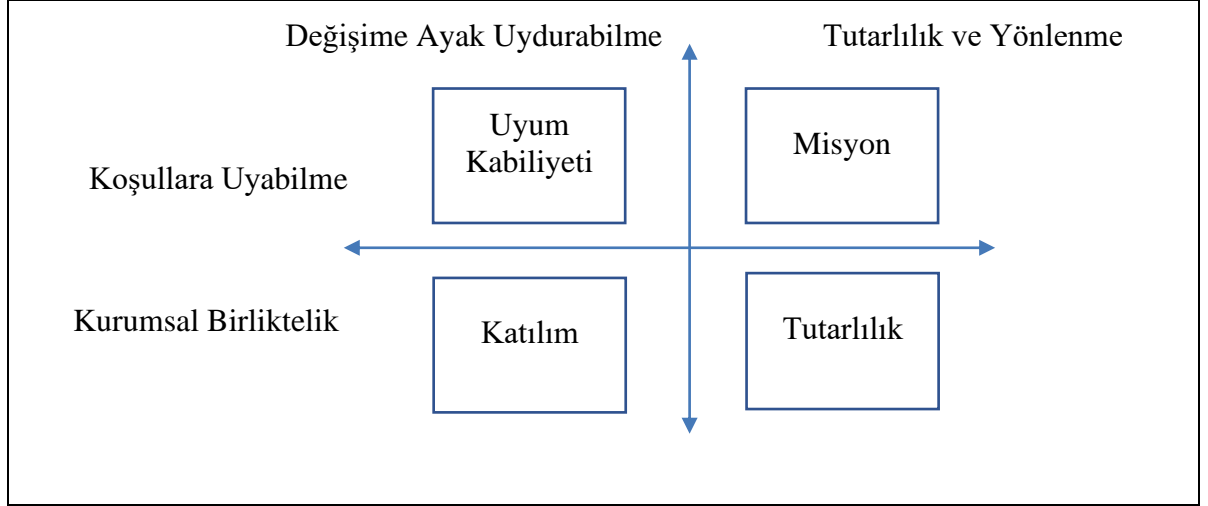 Değişime Ayak Uydurabilme
Tutarlılık ve Yönlenme
Uyum
Kabiliyeti
Misyon
Koşullara Uyabilme
Kurumsal Birliktelik
Katılım
Tutarlılık